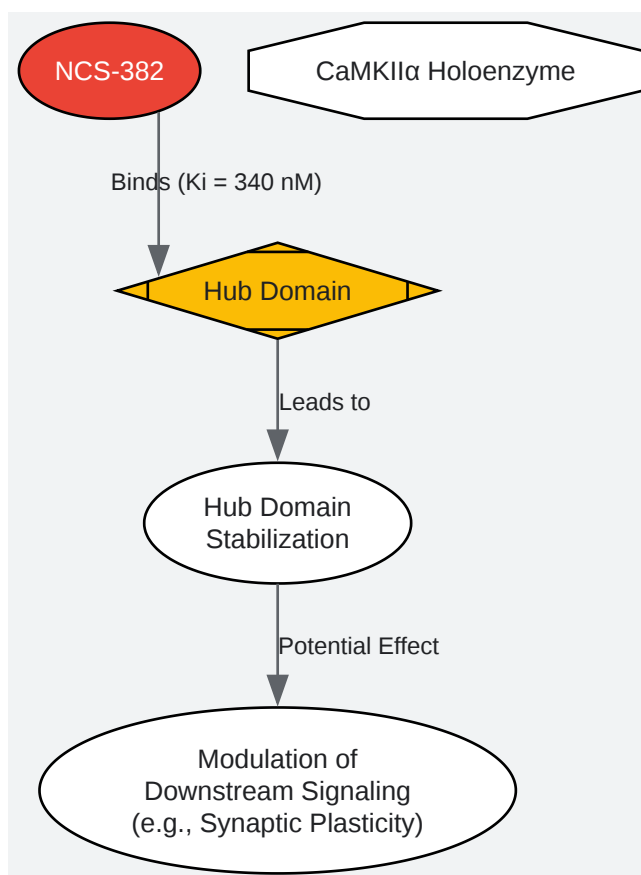 NCS-382
CaMKIIα Holoenzyme
Binds (Ki = 340 nM)
Hub Domain
Leads to
Hub Domain
Stabilization
Potential Effect
Modulation of
Downstream Signaling
(e.g., Synaptic Plasticity)